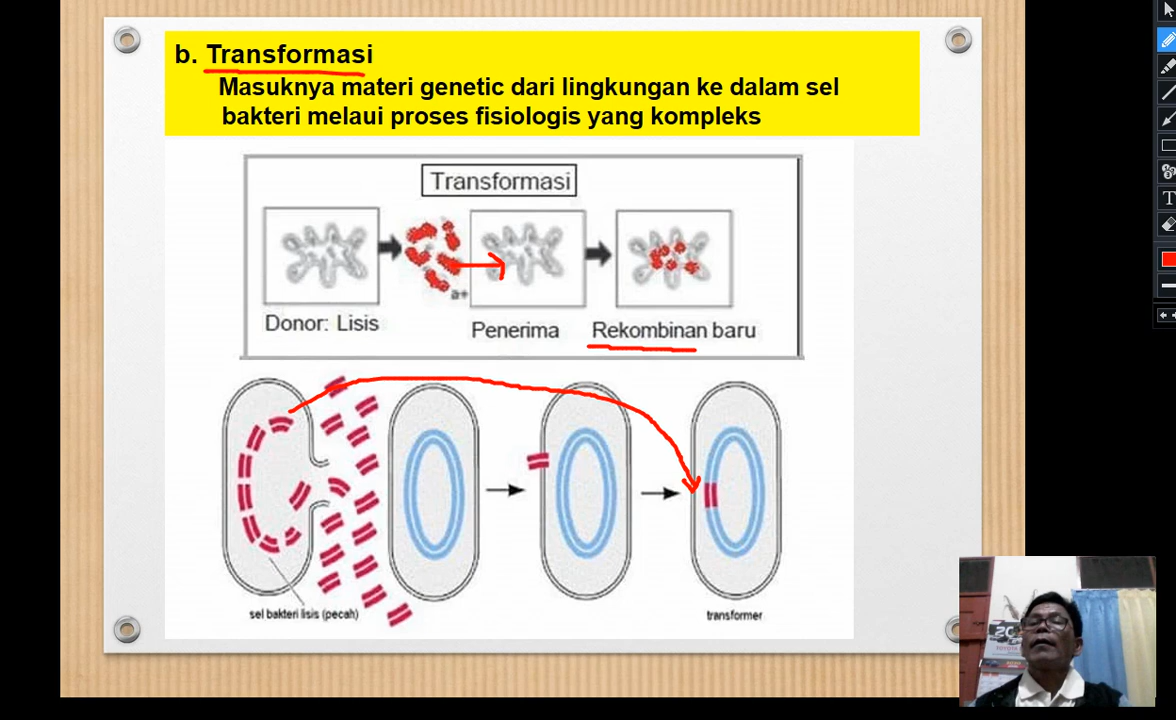 b. Transformasi
Masuknya materi genetic dari lingkungan ke dalam sel
bakteri melaui proses fisiologis yang kompleks
Transformasi
a+
Donor: Lisis
Penerima
Rekombinan baru
sel bakteri lisis (pecah)
transformer
T
20